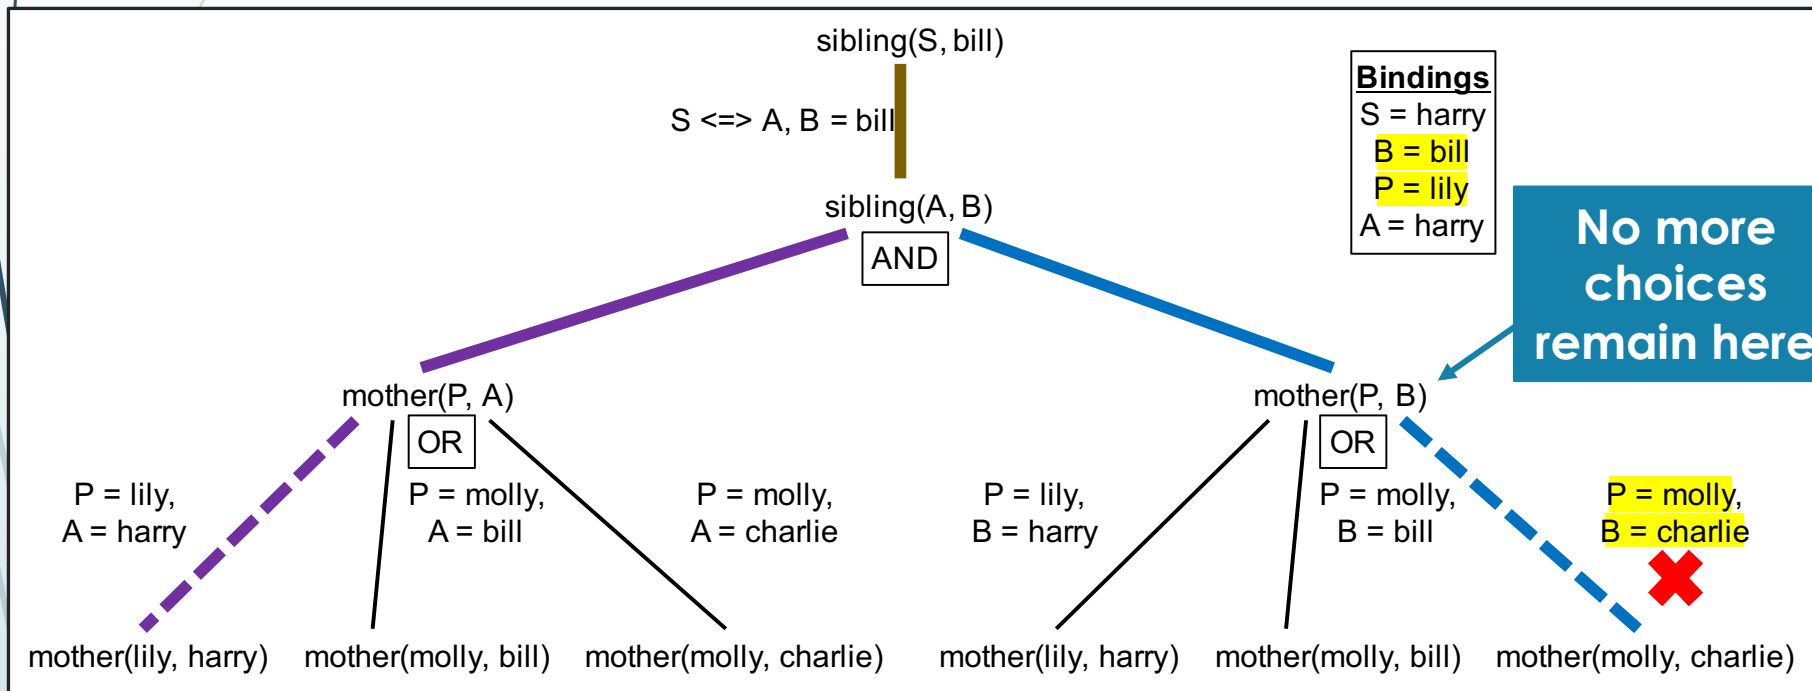 sibling(S, bill)
S <=> A, B = bill
Bindings
S = harry
B = bill
P = lily
A = harry
sibling(A, B)
AND
No more
choices
remain here
mother(P, A)
OR
mother(P, B)
OR
P = lily,
A = harry
P = molly,
A = bill
P = molly,
A = charlie
P = lily,
B = harry
P = molly,
B = bill
P = molly,
B = charlie
mother(lily, harry)
mother(molly, bill)
mother(molly, charlie)
mother(lily, harry)
mother(molly, bill)
mother(molly, charlie)